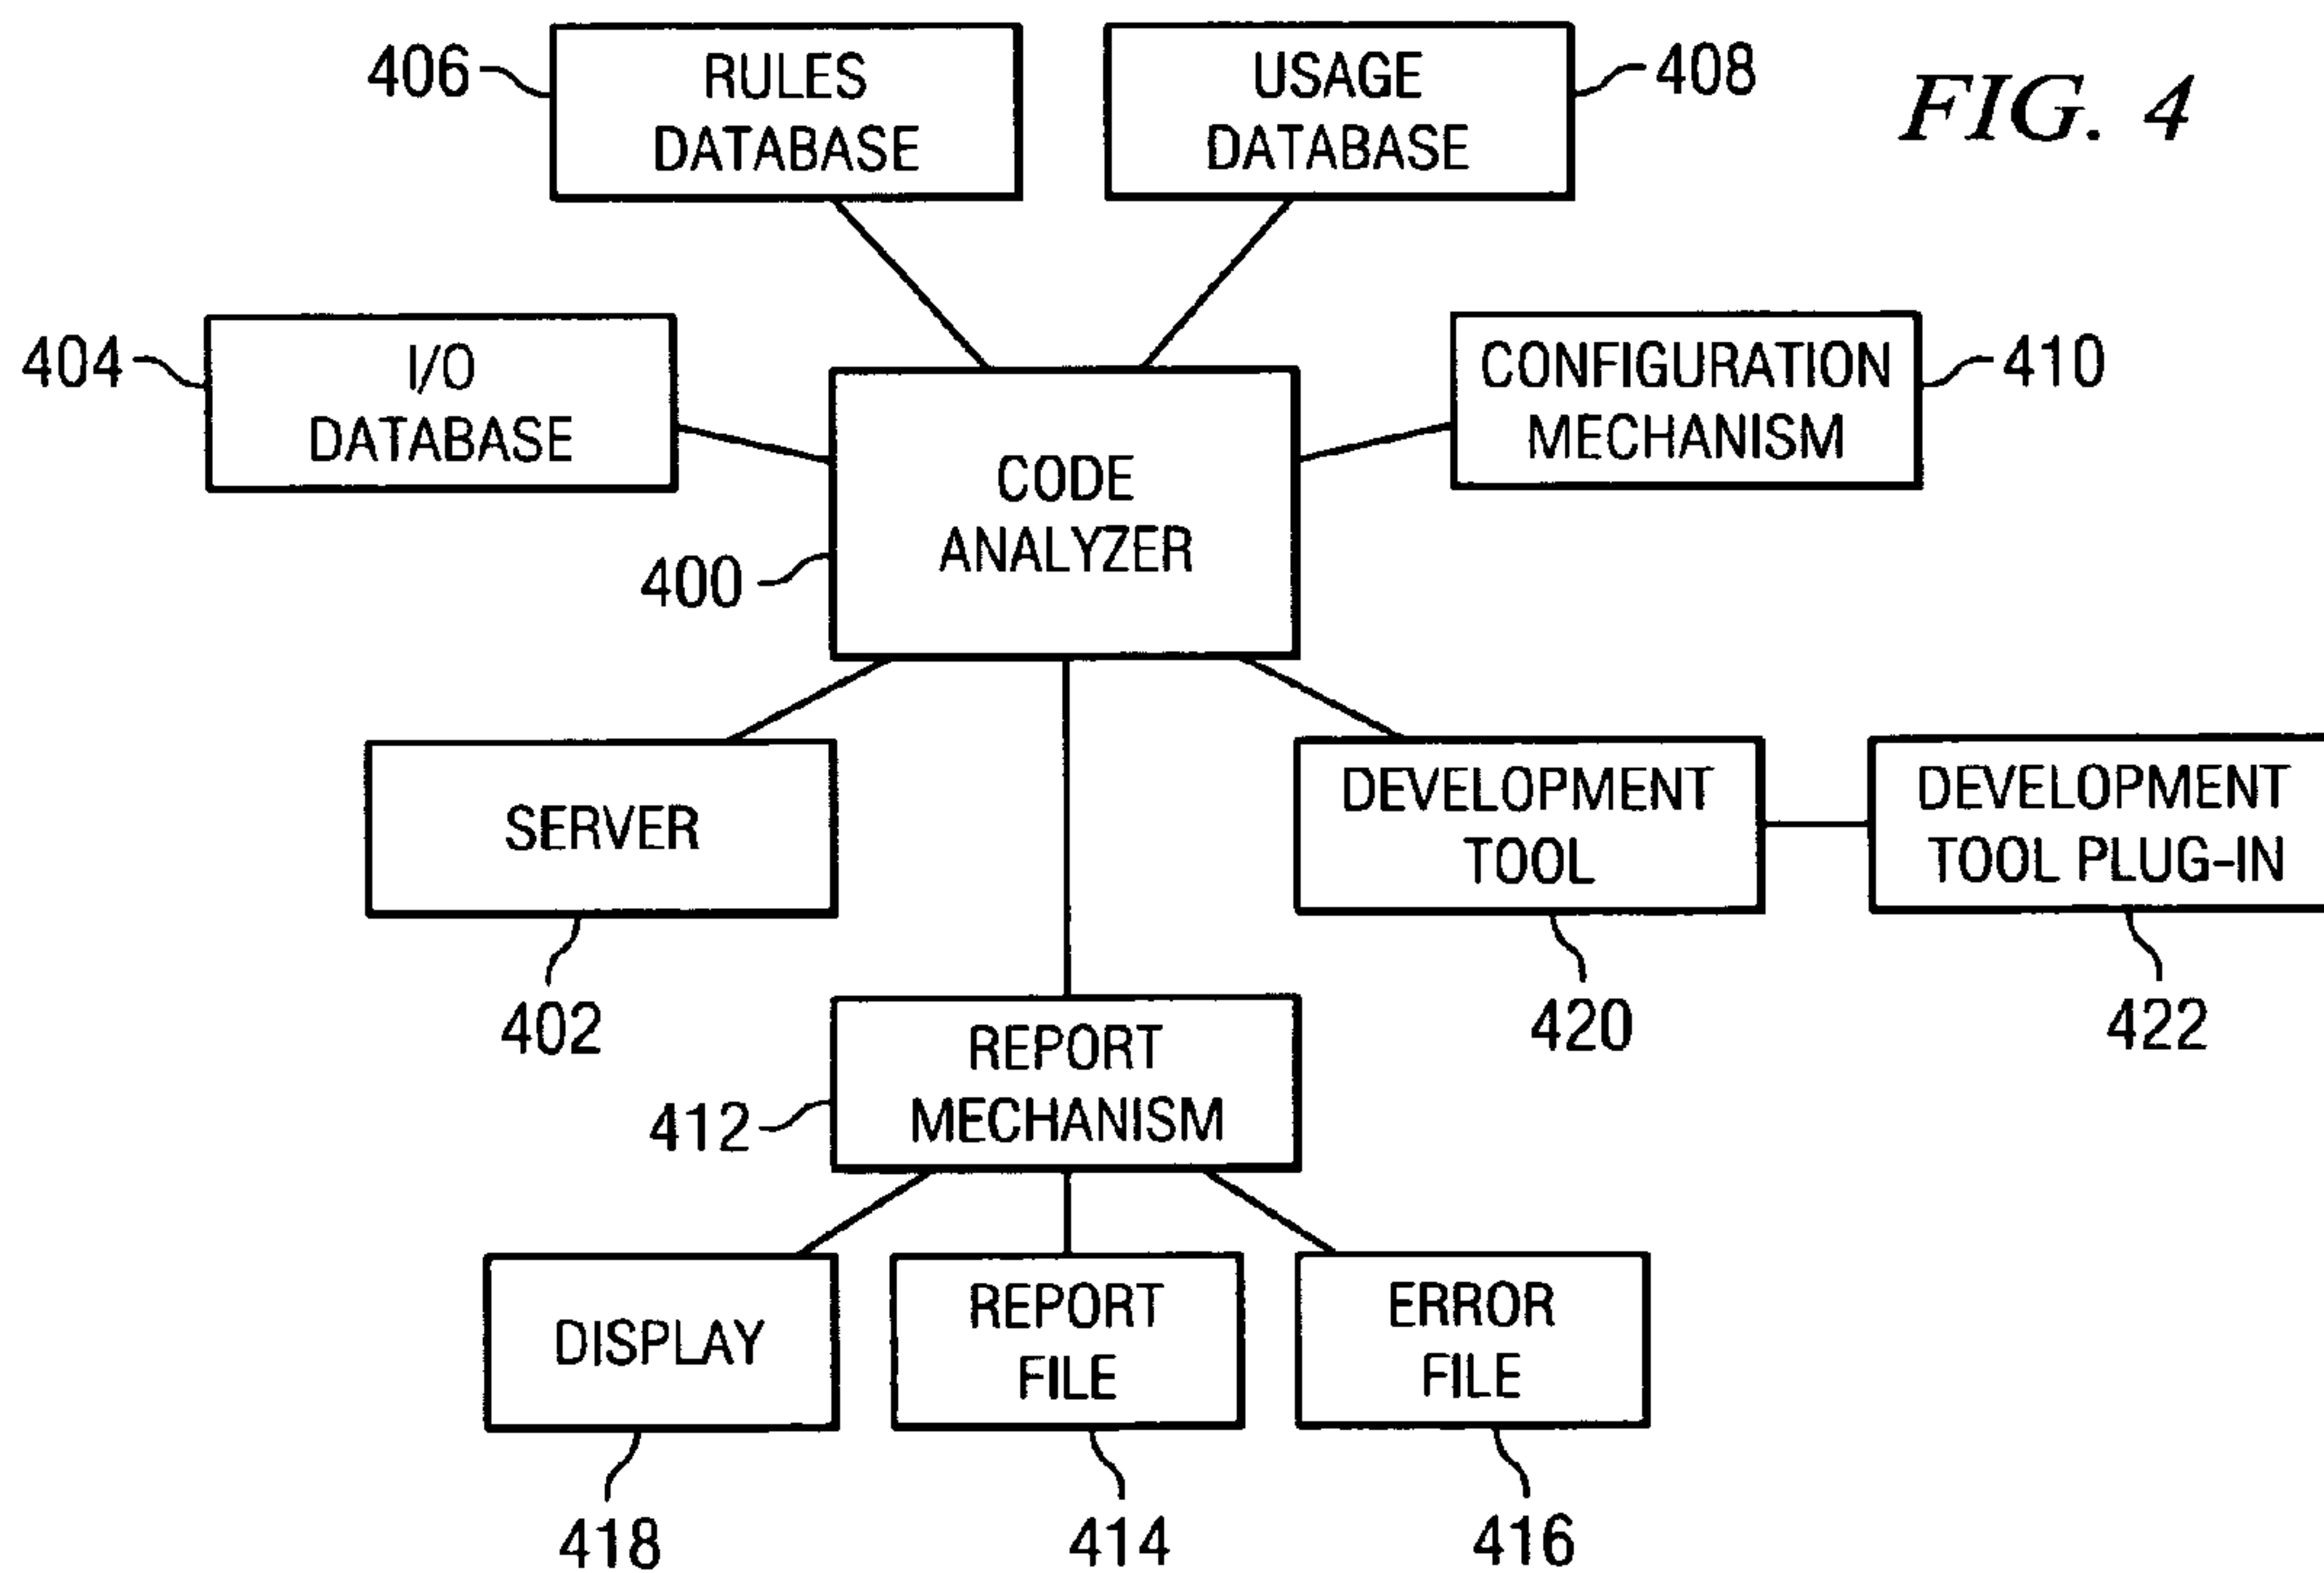 406
RULES
DATABASE
USAGE
DATABASE
408
FIG. 4
404
I/O
DATABASE
CONFIGURATION
MECHANISM
410
CODE
ANALYZER
400
SERVER
402
DEVELOPMENT
TOOL
420
DEVELOPMENT
TOOL PLUG-IN
422
REPORT
MECHANISM
412
DISPLAY
418
REPORT
FILE
414
ERROR
FILE
416